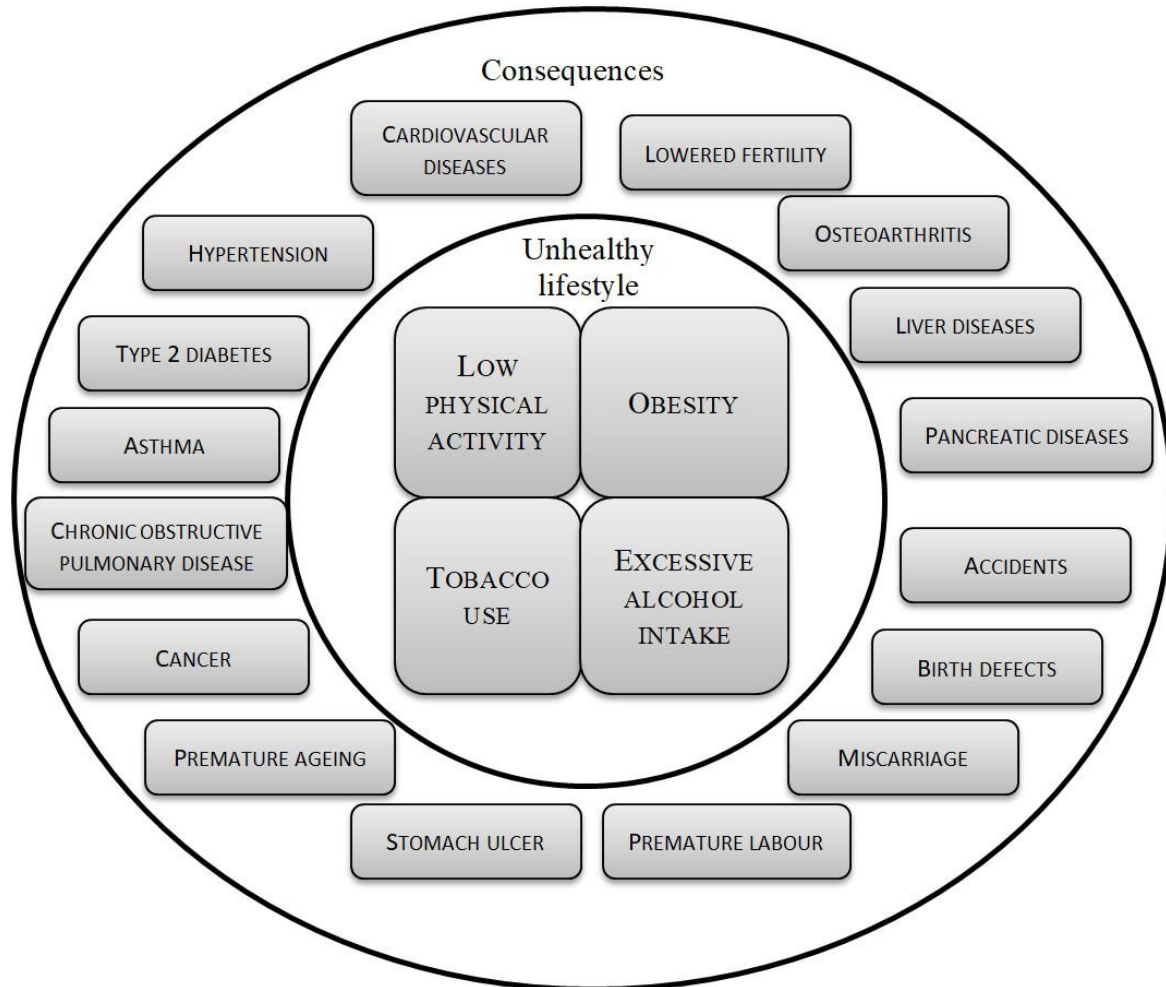 Consequences
CARDIOVASCULAR
DISEASES
LOWERED FERTILITY
OSTEOARTHRITIS
HYPERTENSION
Unhealthy
lifestyle
LIVER DISEASES
TYPE 2 DIABETES
LOW
PHYSICAL
ACTIVITY
OBESITY
PANCREATIC DISEASES
ASTHMA
CHRONIC OBSTRUCTIVE
PULMONARY DISEASE
TOBACCO
USE
EXCESSIVE
ALCOHOL
INTAKE
ACCIDENTS
CANCER
BIRTH DEFECTS
PREMATURE AGEING
MISCARRIAGE
STOMACH ULCER
PREMATURE LABOUR